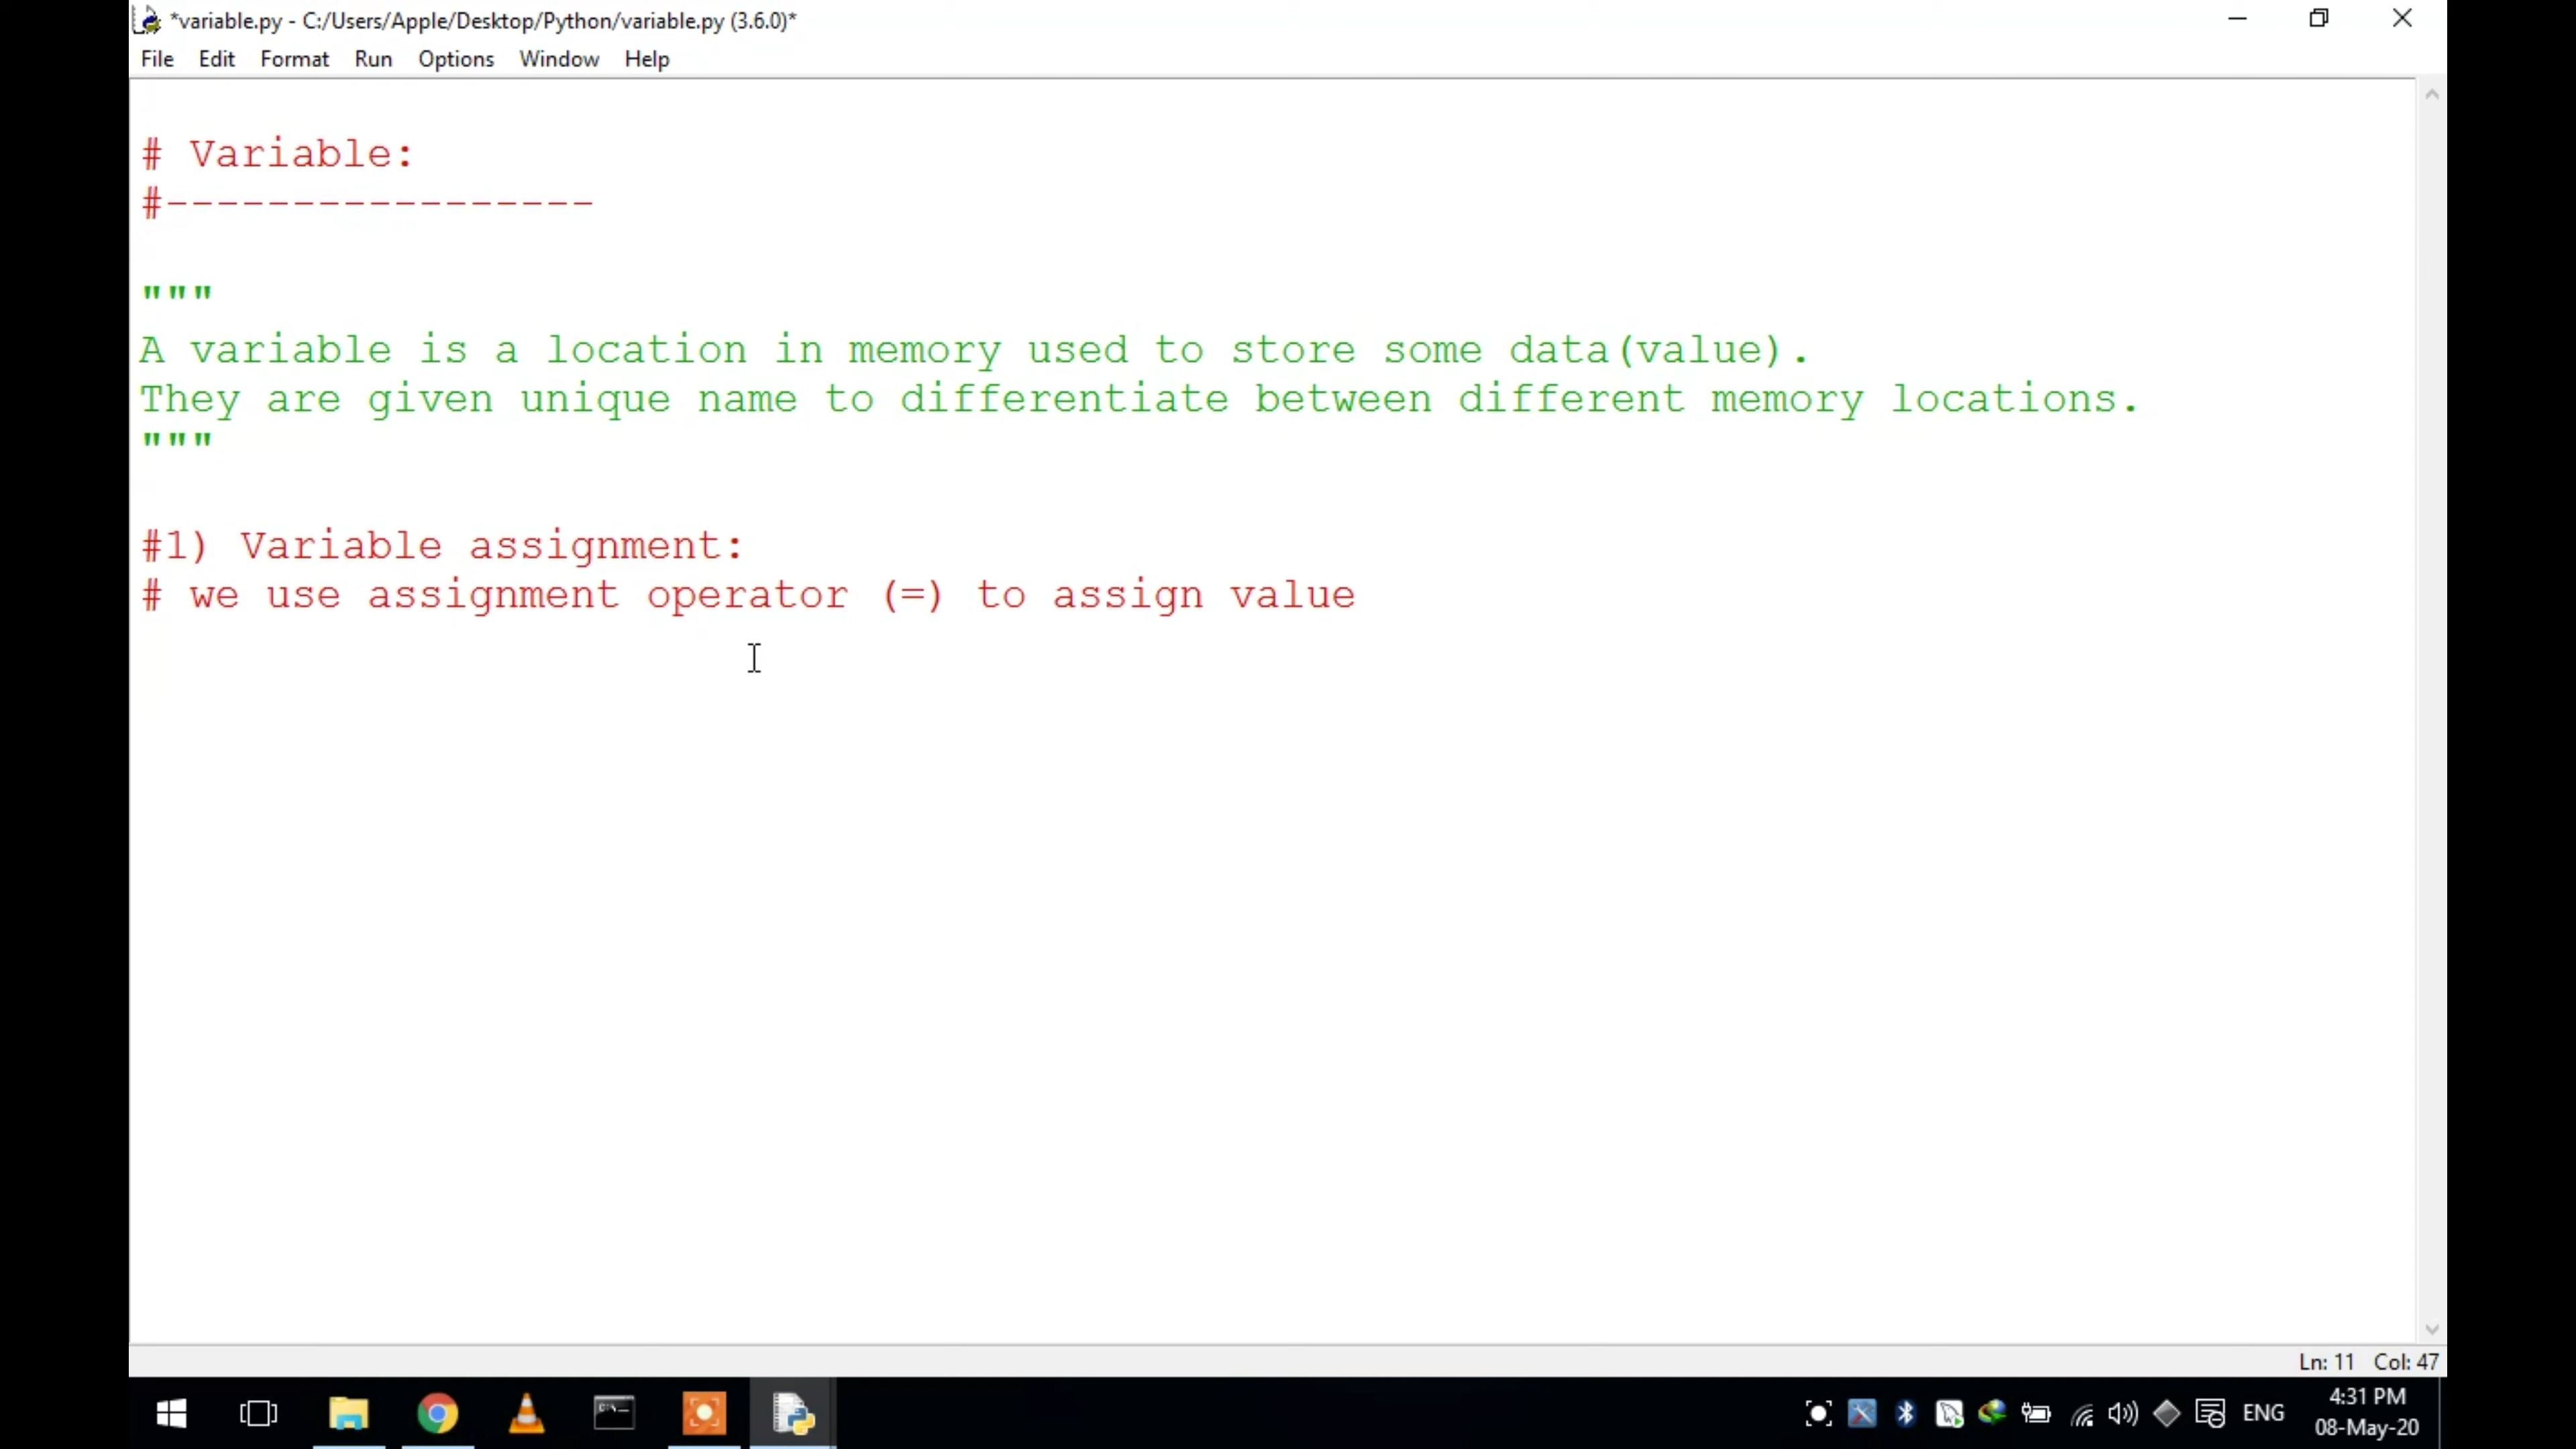 *variable.py - C:/Users/Apple/Desktop/Python/variable.py (3.6.0)*
File Edit Format Run Options Window Help
# Variable:
#-----------------
"""
A variable is a location in memory used to store some data(value).
They are given unique name to differentiate between different memory locations.
"""
#1) Variable assignment:
# we use assignment operator (=) to assign value
Ln: 11 Col: 47
ENG
4:31 PM
08-May-20